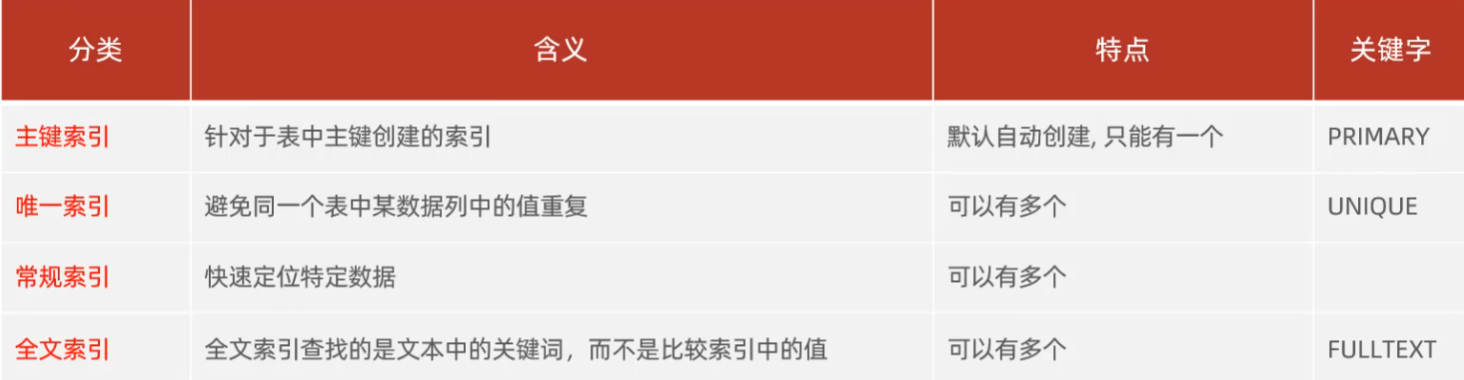 分类 含义 特点 关键字
主键索引 针对于表中主键创建的索引 默认自动创建, 只能有一个 PRIMARY
唯一索引 避免同一个表中某数据列中的值重复 可以有多个 UNIQUE
常规索引 快速定位特定数据 可以有多个
全文索引 全文索引查找的是文本中的关键词，而不是比较索引中的值 可以有多个 FULLTEXT